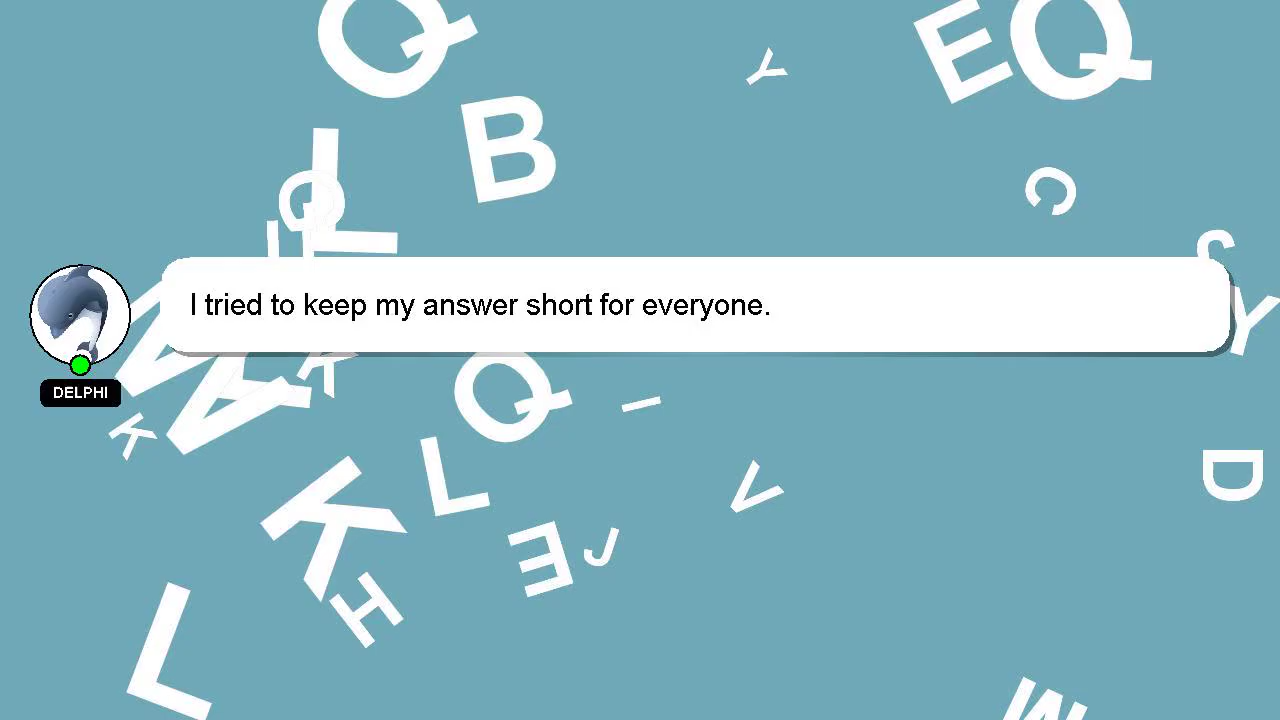 Q
E
Q
Y
B
L
Q
C
L
S
I tried to keep my answer short for everyone.
Y
DELPHI
K
K
Q
I
L
V
D
K
E
J
H
L